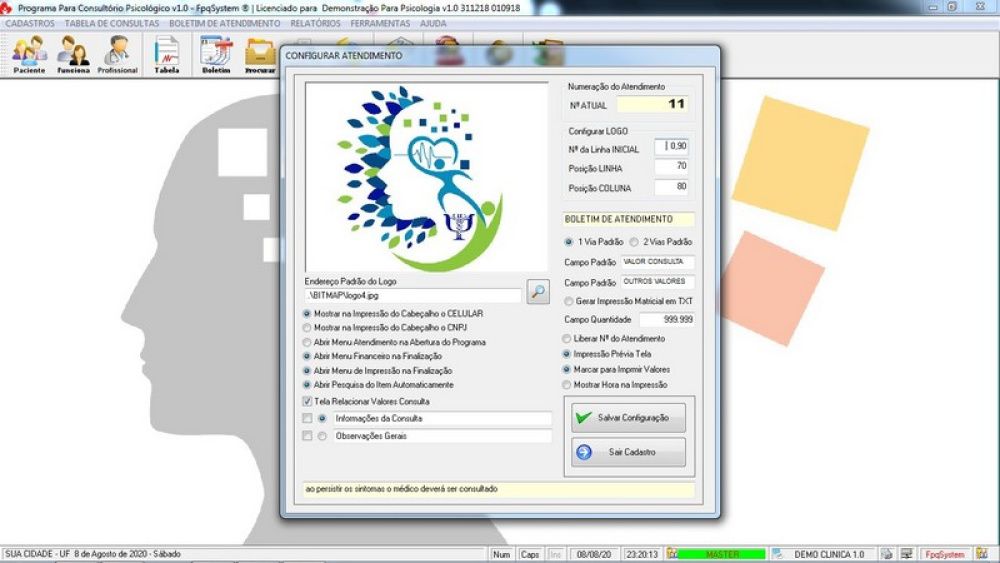 Programa Para Consultório Psicológico v1.0 - FpqSystem ® | Licenciado para Demonstração Para Psicologia v1.0 311218 010918
CADASTROS TABELA DE CONSULTAS BOLETIM DE ATENDIMENTO RELATÓRIOS FERRAMENTAS AJUDA
Paciente Funciona Profissional Tabela Boletim Procurar
CONFIGURAR ATENDIMENTO
Numeração do Atendimento
Nº ATUAL 11
Configurar LOGO
Nº da Linha INICIAL 0,90
Posição LINHA 70
Posição COLUNA 80
BOLETIM DE ATENDIMENTO
1 Via Padrão 2 Vias Padrão
Campo Padrão VALOR CONSULTA
Campo Padrão OUTROS VALORES
Gerar Impressão Matricial em TXT
Campo Quantidade 999.999
Liberar Nº do Atendimento
Impressão Prévia Tela
Marcar para Imprmir Valores
Mostrar Hora na Impressão
Salvar Configuração
Sair Cadastro
Endereço Padrão do Logo
.\BITMAP\logo4.jpg
Mostrar na Impressão do Cabeçalho o CELULAR
Mostrar na Impressão do Cabeçalho o CNPJ
Abrir Menu Atendimento na Abertura do Programa
Abrir Menu Financeiro na Finalização
Abrir Menu de Impressão na Finalização
Abrir Pesquisa do Item Automaticamente
Tela Relacionar Valores Consulta
Informações da Consulta
Observações Gerais
ao persistir os sintomas o médico deverá ser consultado
SUA CIDADE - UF 8 de Agosto de 2020 - Sábado Num Caps Ins 08/08/20 23:20:13 MASTER DEMO CLINICA 1.0 FpqSystem